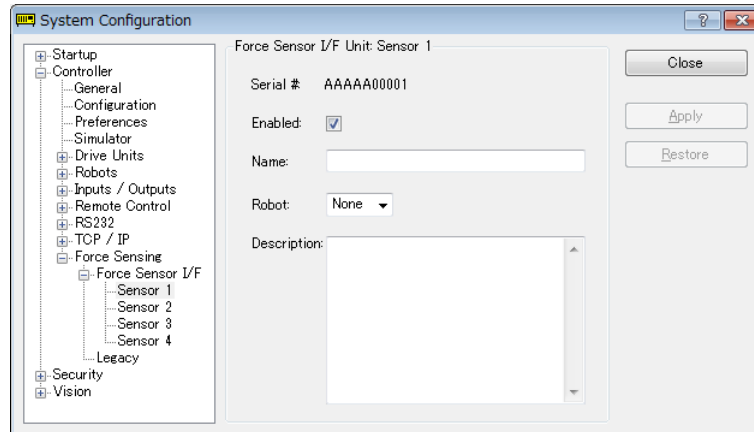 System Configuration
Startup
Controller
General
Configuration
Preferences
Simulator
Drive Units
Robots
Inputs / Outputs
Remote Control
RS232
TCP / IP
Force Sensing
Force Sensor I/F
Sensor 1
Sensor 2
Sensor 3
Sensor 4
Legacy
Security
Vision
Force Sensor I/F Unit: Sensor 1
Serial # AAAAA00001
Enabled:
Name:
Robot: None
Description:
Close
Apply
Restore